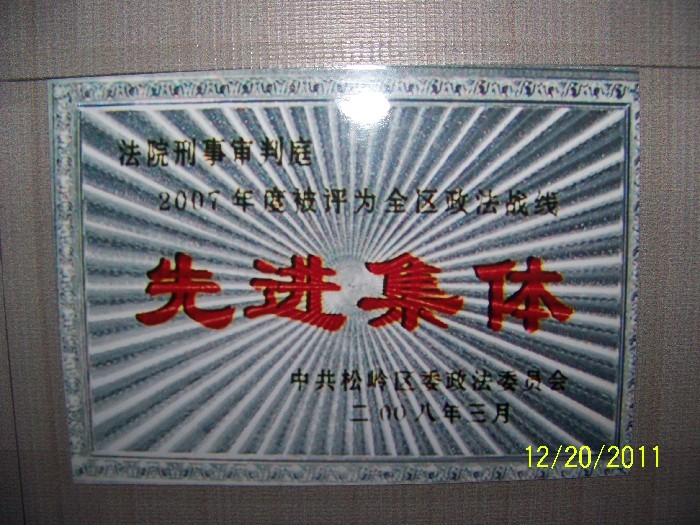 法院刑事审判庭
2007年度被评为全区政法战线
先进集体
中共松岭区委政法委员会
二00八年三月
12/20/2011